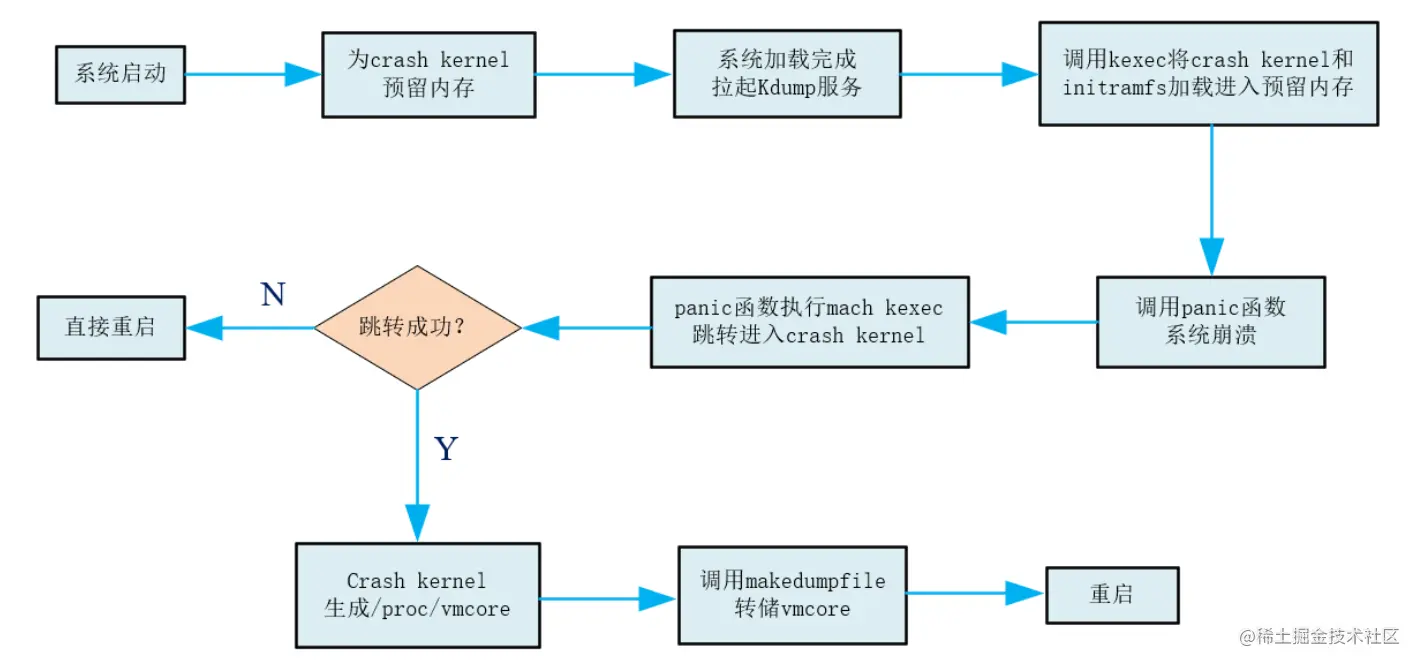 系统启动
为crash kernel
预留内存
系统加载完成
拉起Kdump服务
调用kexec将crash kernel和
initramfs加载进入预留内存
调用panic函数
系统崩溃
panic函数执行mach kexec
跳转进入crash kernel
跳转成功?
N
直接重启
Y
Crash kernel
生成/proc/vmcore
调用makedumpfile
转储vmcore
重启
@稀土掘金技术社区